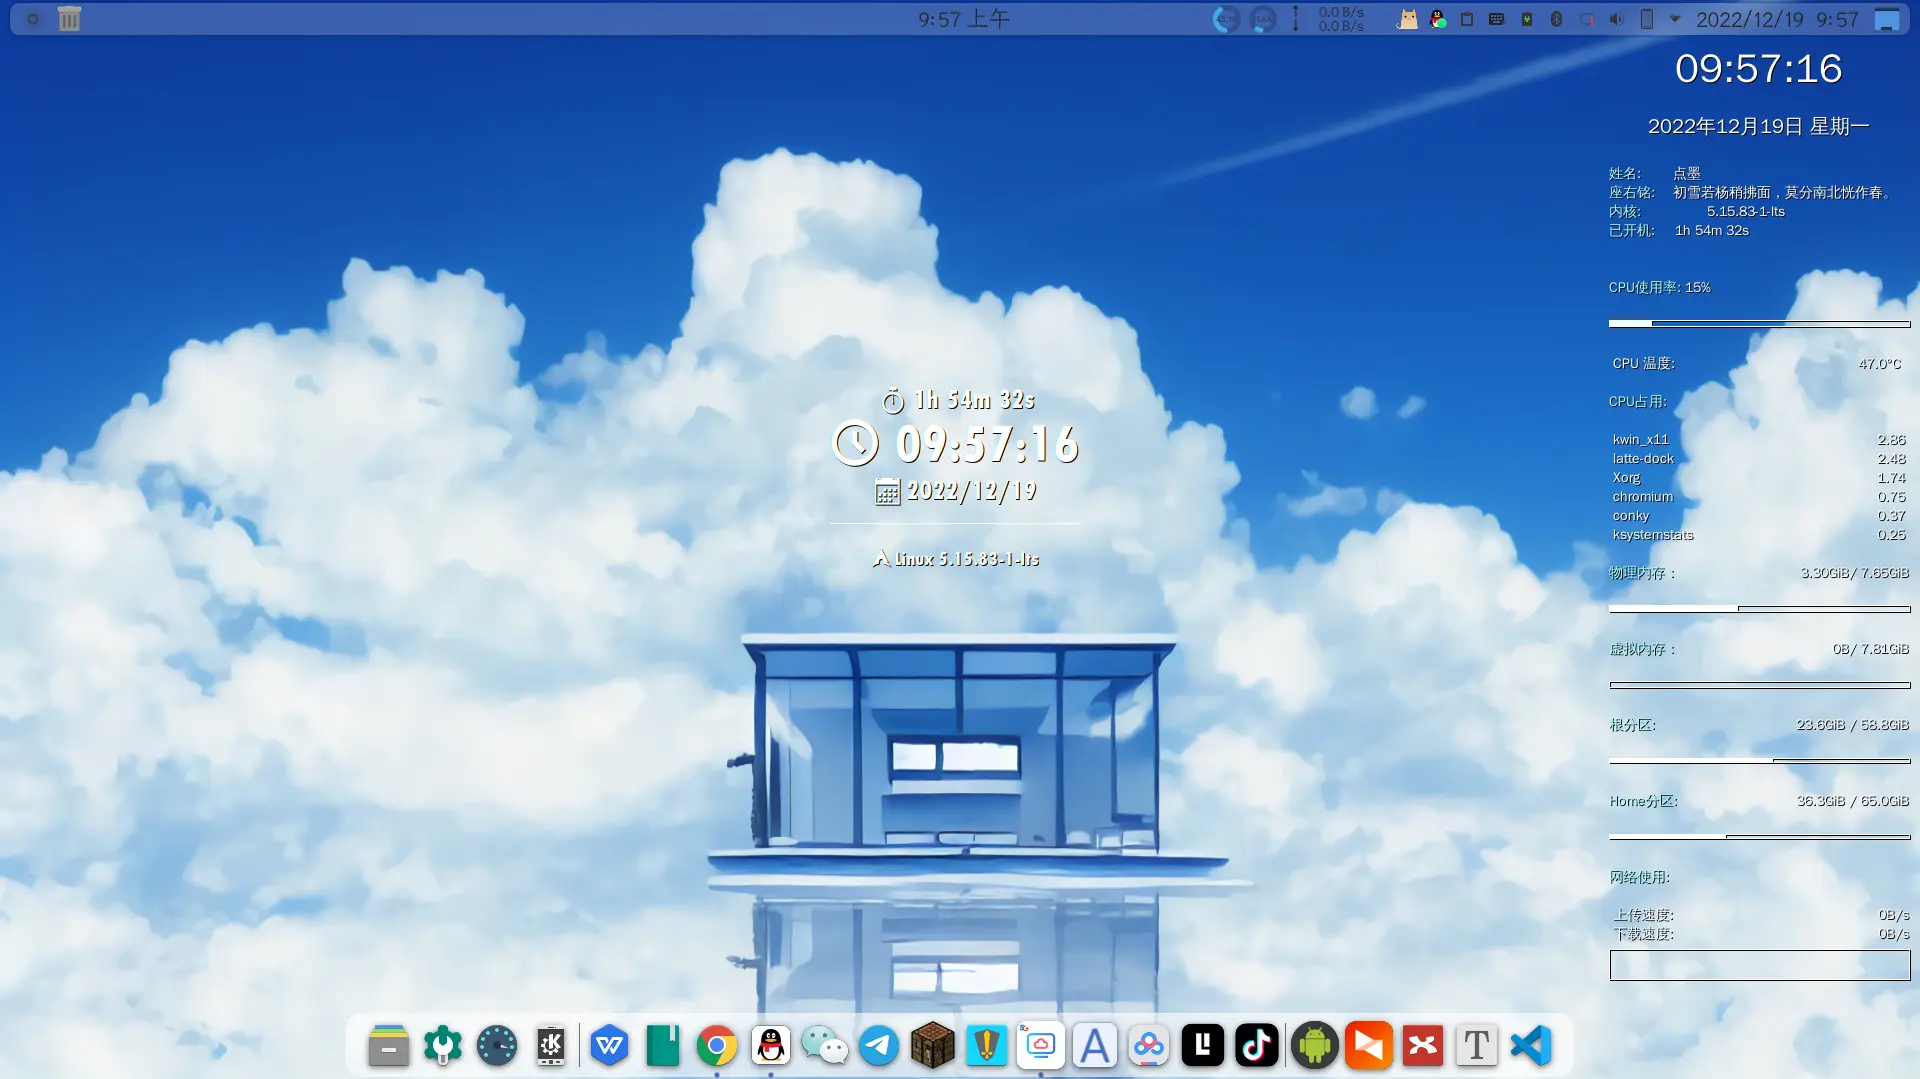 9:57 上午
0.0 B/s
0.0 B/s
2022/12/19 9:57
09:57:16
2022年12月19日 星期一
姓名: 点墨
座右铭: 初雪若杨稍拂面，莫分南北恍作春。
内核: 5.15.83-1-lts
已开机: 1h 54m 32s
CPU使用率: 15%
CPU 温度: 47.0°C
CPU占用:
kwin_x11 2.86
latte-dock 2.48
Xorg 1.74
chromium 0.75
conky 0.37
ksystemstats 0.25
物理内存： 3.30GiB/ 7.65GiB
虚拟内存： 0B/ 7.81GiB
根分区: 23.6GiB / 58.8GiB
Home分区: 36.3GiB / 65.0GiB
网络使用:
上传速度: 0B/s
下载速度: 0B/s
1h 54m 32s
09:57:16
2022/12/19
Linux 5.15.83-1-lts